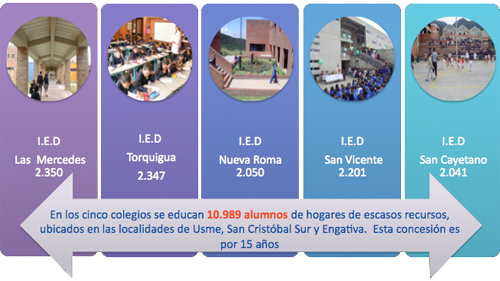 I.E.D
Las Mercedes
2.350
I.E.D
Torquigua
2.347
I.E.D
Nueva Roma
2.050
I.E.D
San Vicente
2.201
I.E.D
San Cayetano
2.041
En los cinco colegios se educan 10.989 alumnos de hogares de escasos recursos,
ubicados en las localidades de Usme, San Cristóbal Sur y Engativa. Esta concesión es
por 15 años